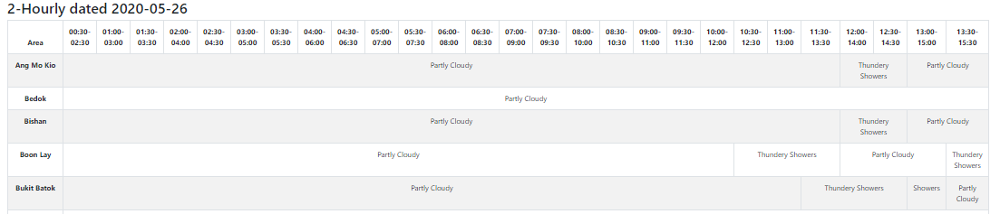 2-Hourly dated 2020-05-26
Area 00:30-02:30 01:00-03:00 01:30-03:30 02:00-04:00 02:30-04:30 03:00-05:00 03:30-05:30 04:00-06:00 04:30-06:30 05:00-07:00 05:30-07:30 06:00-08:00 06:30-08:30 07:00-09:00 07:30-09:30 08:00-10:00 08:30-10:30 09:00-11:00 09:30-11:30 10:00-12:00 10:30-12:30 11:00-13:00 11:30-13:30 12:00-14:00 12:30-14:30 13:00-15:00 13:30-15:30
Ang Mo Kio Partly Cloudy Thundery Showers Partly Cloudy
Bedok Partly Cloudy
Bishan Partly Cloudy Thundery Showers Partly Cloudy
Boon Lay Partly Cloudy Thundery Showers Partly Cloudy Thundery Showers
Bukit Batok Partly Cloudy Thundery Showers Showers Partly Cloudy